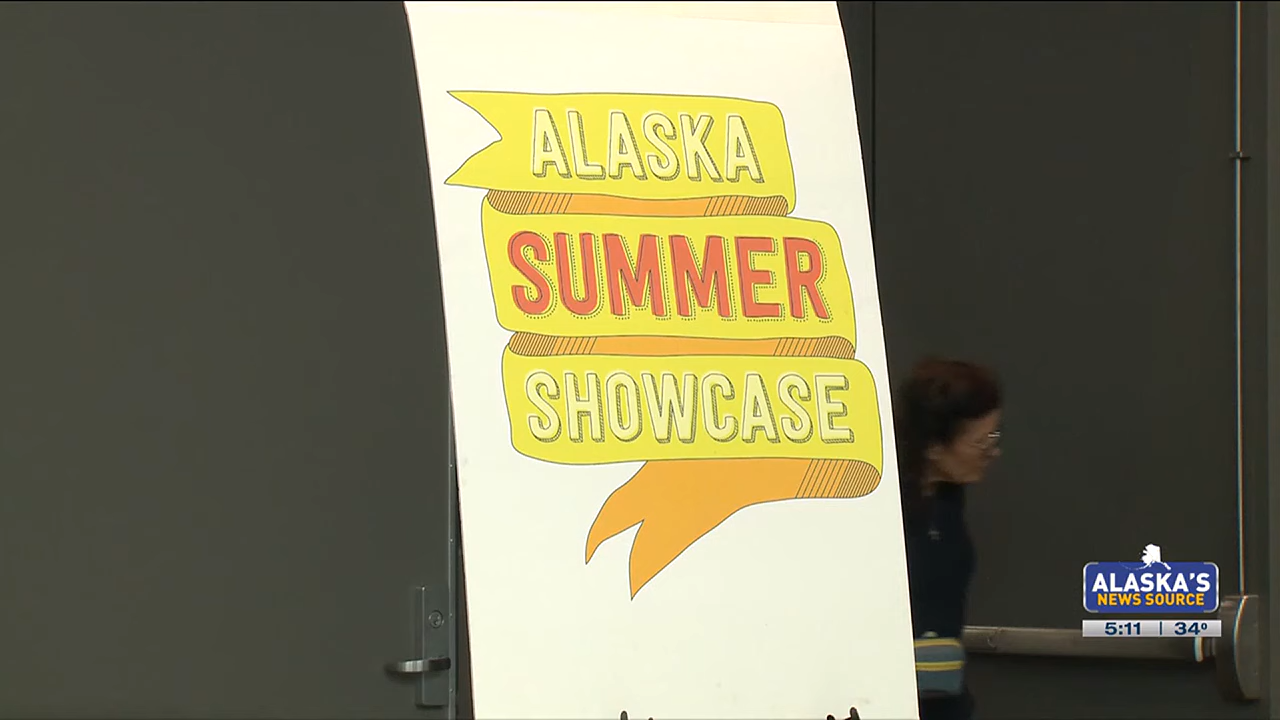 ALASKA
SUMMER
SHOWCASE
ALASKA'S
NEWS SOURCE
5:11 | 34°